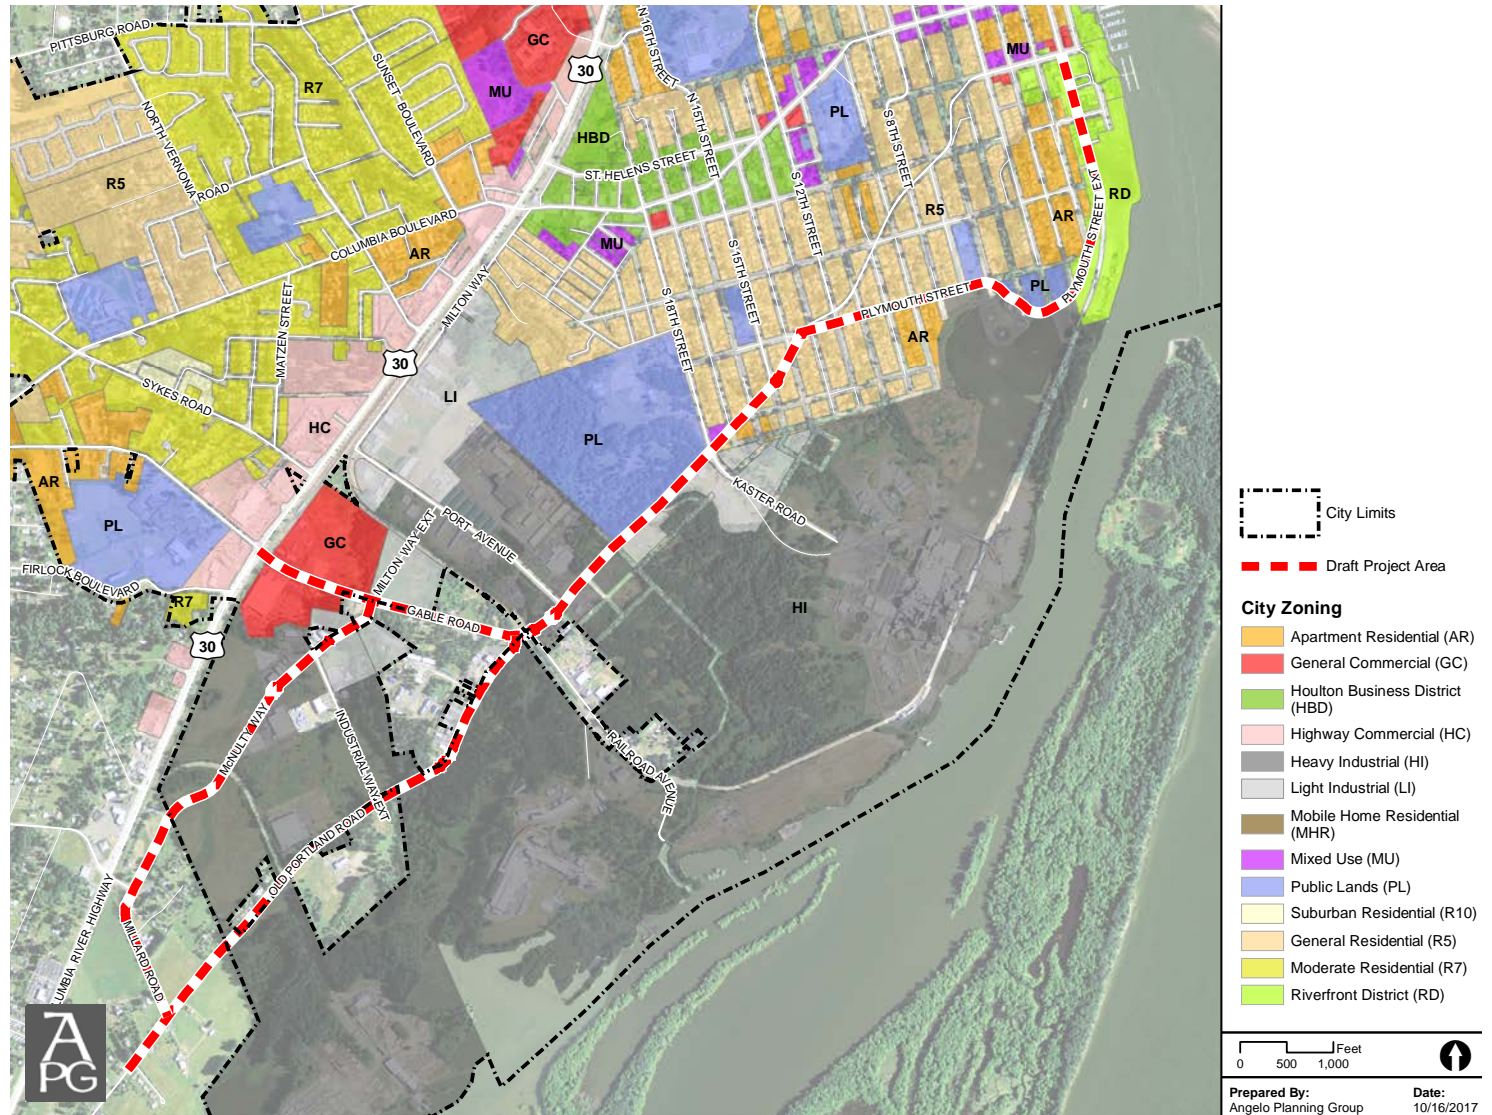 PITTSBURG ROAD
NORTH VERNONIA
ROAD
SUNSET BOULEVARD
R7
GC
30
MU
HBD
N 16TH STREET
N 15TH STREET
ST. HELENS STREET
PL
S 8TH STREET
MU
R5
COLUMBIA BOULEVARD
AR
MILTON WAY
MU
S 12TH STREET
S 15TH STREET
S 18TH STREET
R5
AR
RD
PLYMOUTH STREET EXT
PL
PLYMOUTH STREET
AR
MATZEN STREET
30
SYKES ROAD
LI
HC
PL
AR
PL
KASTER ROAD
GC
MILTON WAY EXT
PORT AVENUE
FIRLOCK BOULEVARD
R7
30
GABLE ROAD
HI
McNULTY WAY
INDUSTRIAL WAY EXT
RAILROAD AVENUE
OLD PORTLAND ROAD
LUMBIA RIVER HIGHWAY
MILLARD ROAD
A
PG
City Limits
Draft Project Area
City Zoning
Apartment Residential (AR)
General Commercial (GC)
Houlton Business District
(HBD)
Highway Commercial (HC)
Heavy Industrial (HI)
Light Industrial (LI)
Mobile Home Residential
(MHR)
Mixed Use (MU)
Public Lands (PL)
Suburban Residential (R10)
General Residential (R5)
Moderate Residential (R7)
Riverfront District (RD)
Feet
0 500 1,000
Prepared By: Date:
Angelo Planning Group 10/16/2017